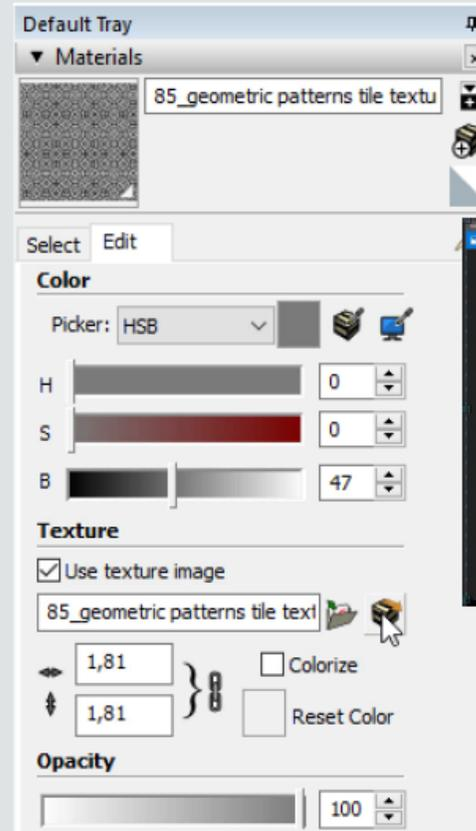 Default Tray
▼ Materials
85_geometric patterns tile textu
Select Edit
Color
Picker: HSB
H 0
S 0
B 47
Texture
Use texture image
85_geometric patterns tile text
1,81
Colorize
1,81
Reset Color
Opacity
100